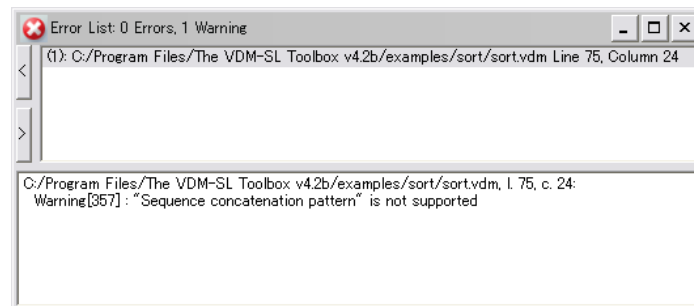 Error List: 0 Errors, 1 Warning
(1): C:/Program Files/The VDM-SL Toolbox v4.2b/examples/sort/sort.vdm Line 75, Column 24
C:/Program Files/The VDM-SL Toolbox v4.2b/examples/sort/sort.vdm, l. 75, c. 24:
Warning[357] : "Sequence concatenation pattern" is not supported